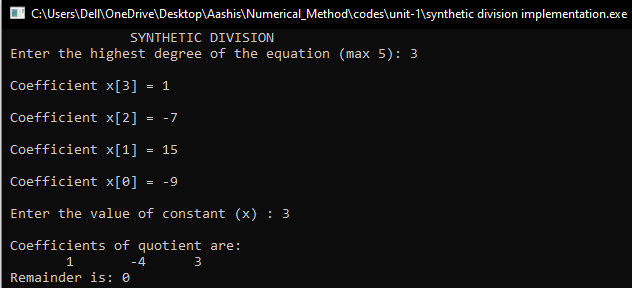 C:\Users\Dell\OneDrive\Desktop\Aashis\Numerical_Method\codes\unit-1\synthetic division implementation.exe
SYNTHETIC DIVISION
Enter the highest degree of the equation (max 5): 3
Coefficient x[3] = 1
Coefficient x[2] = -7
Coefficient x[1] = 15
Coefficient x[0] = -9
Enter the value of constant (x) : 3
Coefficients of quotient are:
1 -4 3
Remainder is: 0